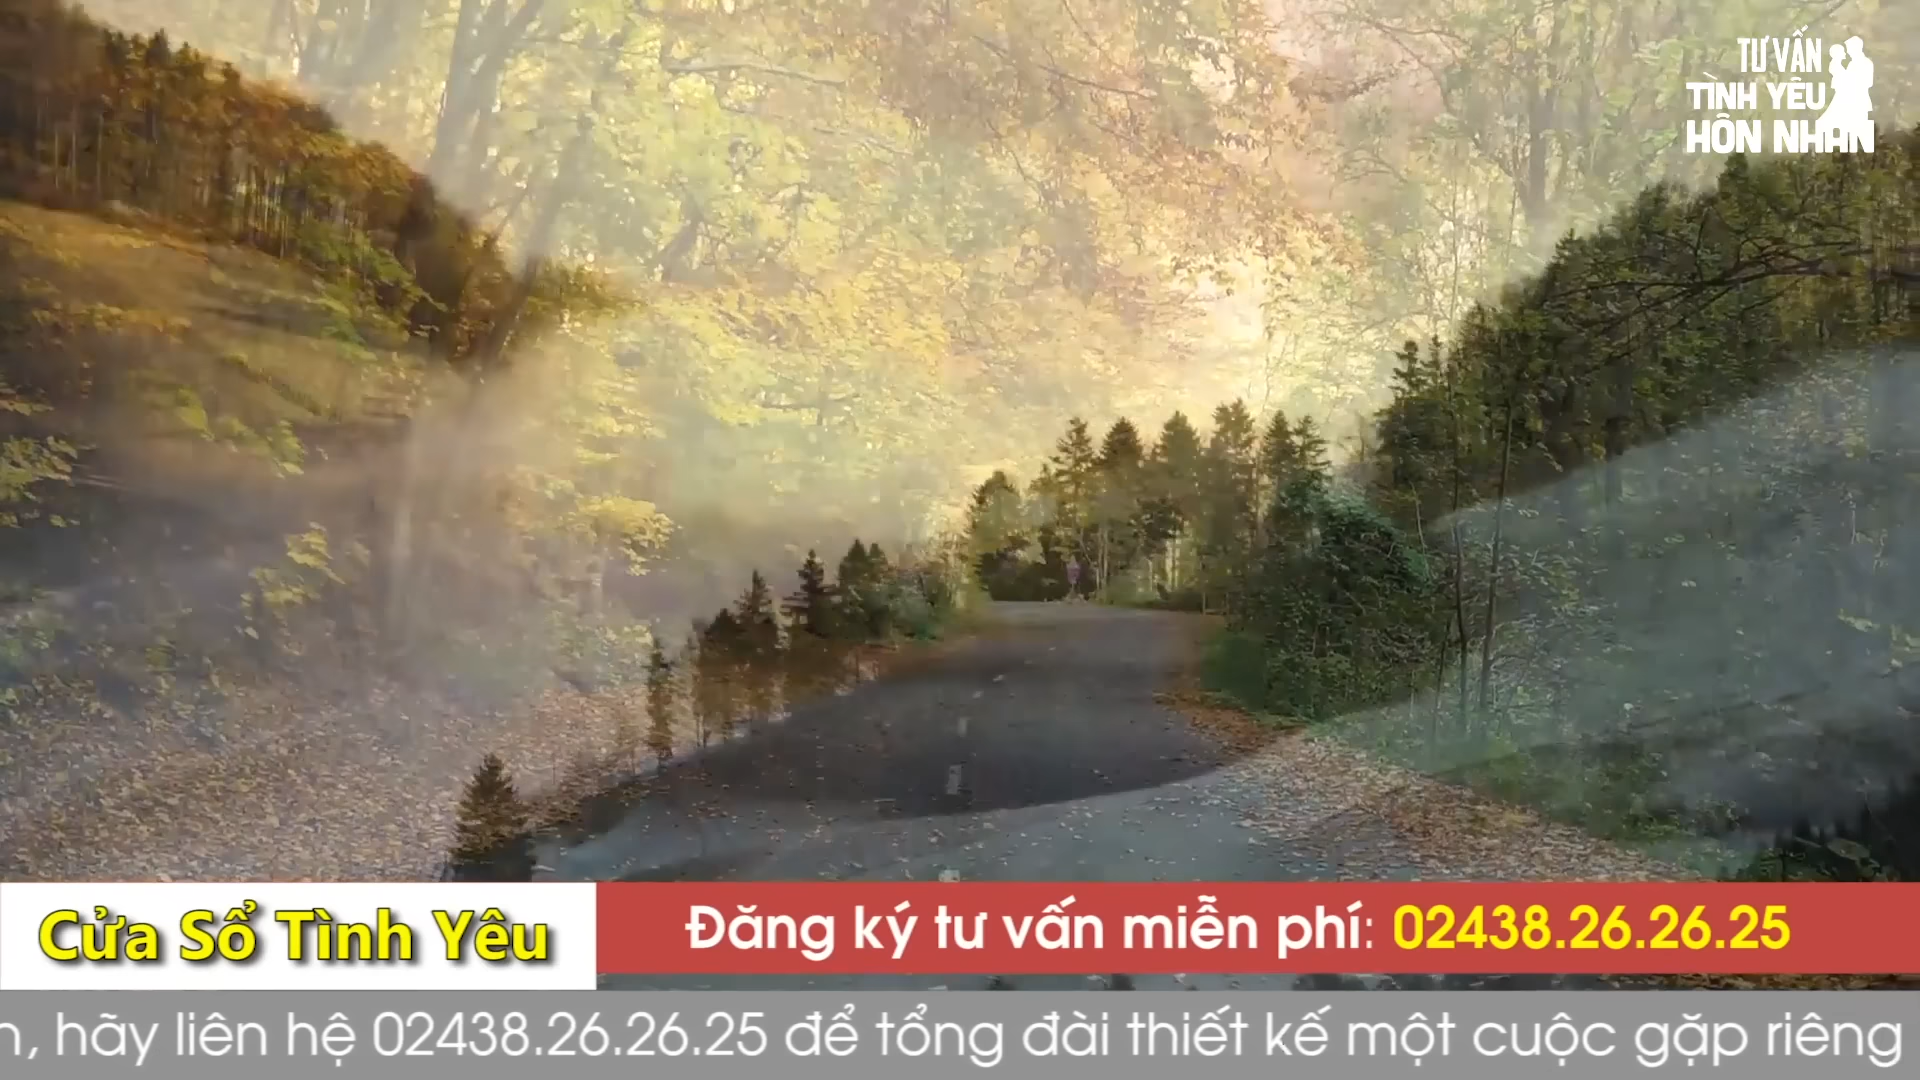 TƯ VẤN
TÌNH YÊU
HÔN NHÂN
Cửa Sổ Tình Yêu
Đăng ký tư vấn miễn phí: 02438.26.26.25
, hãy liên hệ 02438.26.26.25 để tổng đài thiết kế một cuộc gặp riêng